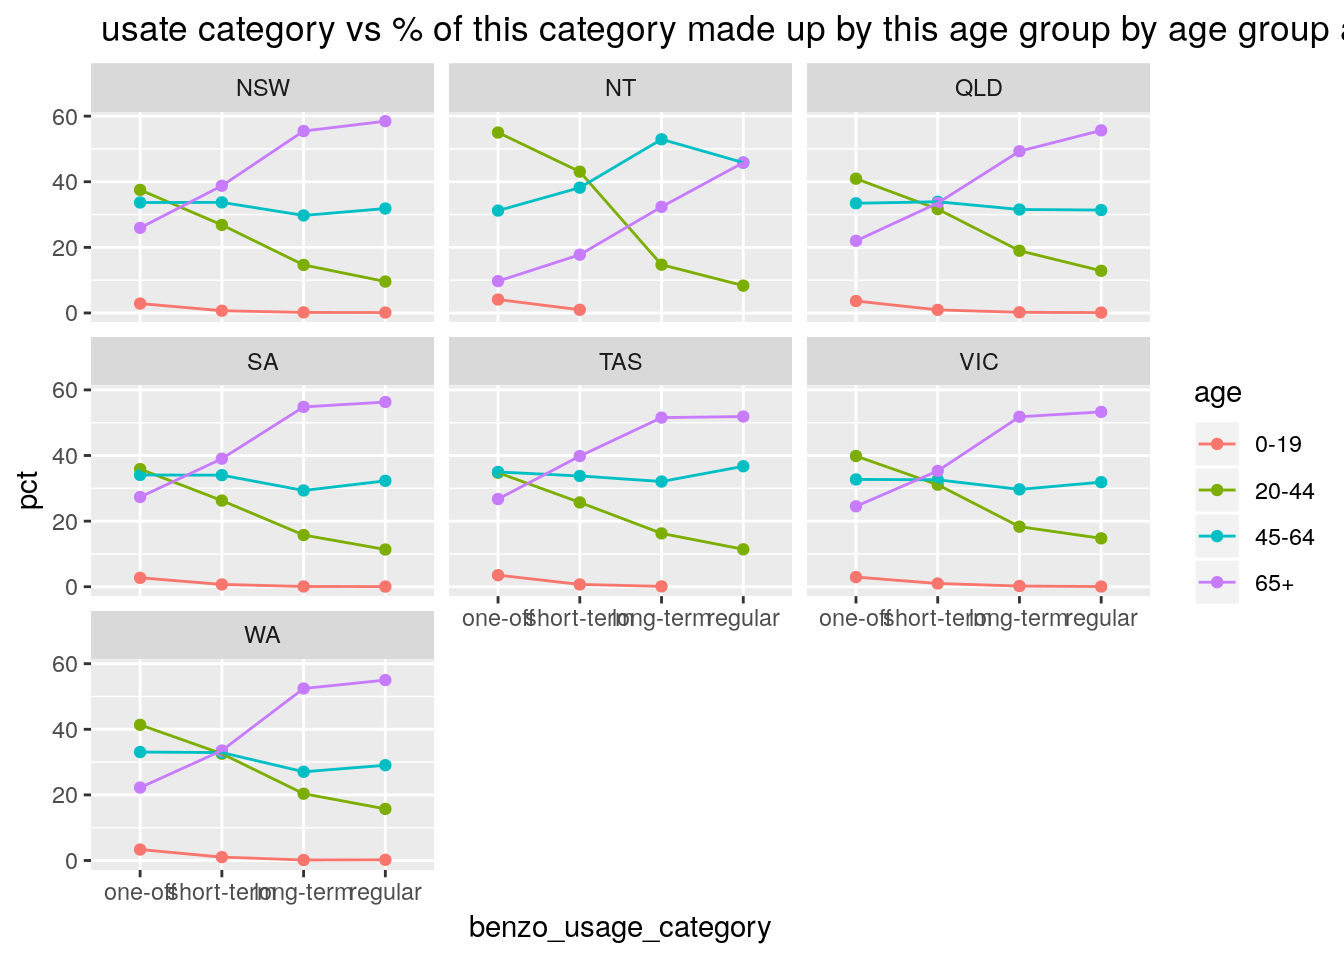 usate category vs % of this category made up by this age group by age group
NSW NT QLD
60
40
20
0
SA TAS VIC
60
40
20
0
one-off short-term long-term regular one-off short-term long-term regular
WA
60
40
20
0
one-off short-term long-term regular
benzo_usage_category
pct
age
0-19
20-44
45-64
65+